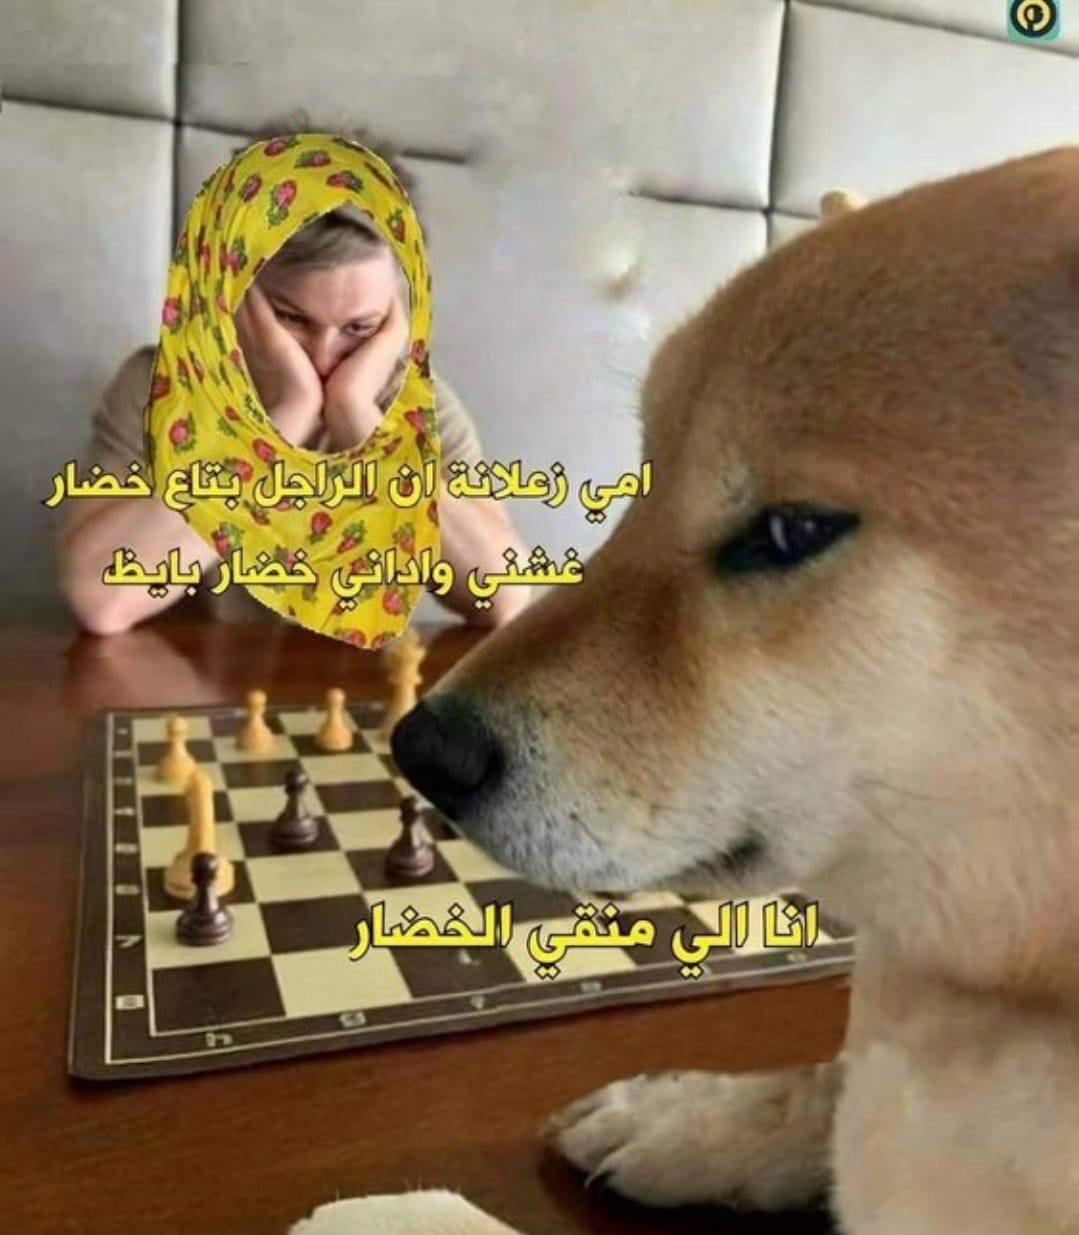 امي زعلانة ان الراجل بتاع خضار
غشني واداني خضار بايظ
انا الي منقي الخضار